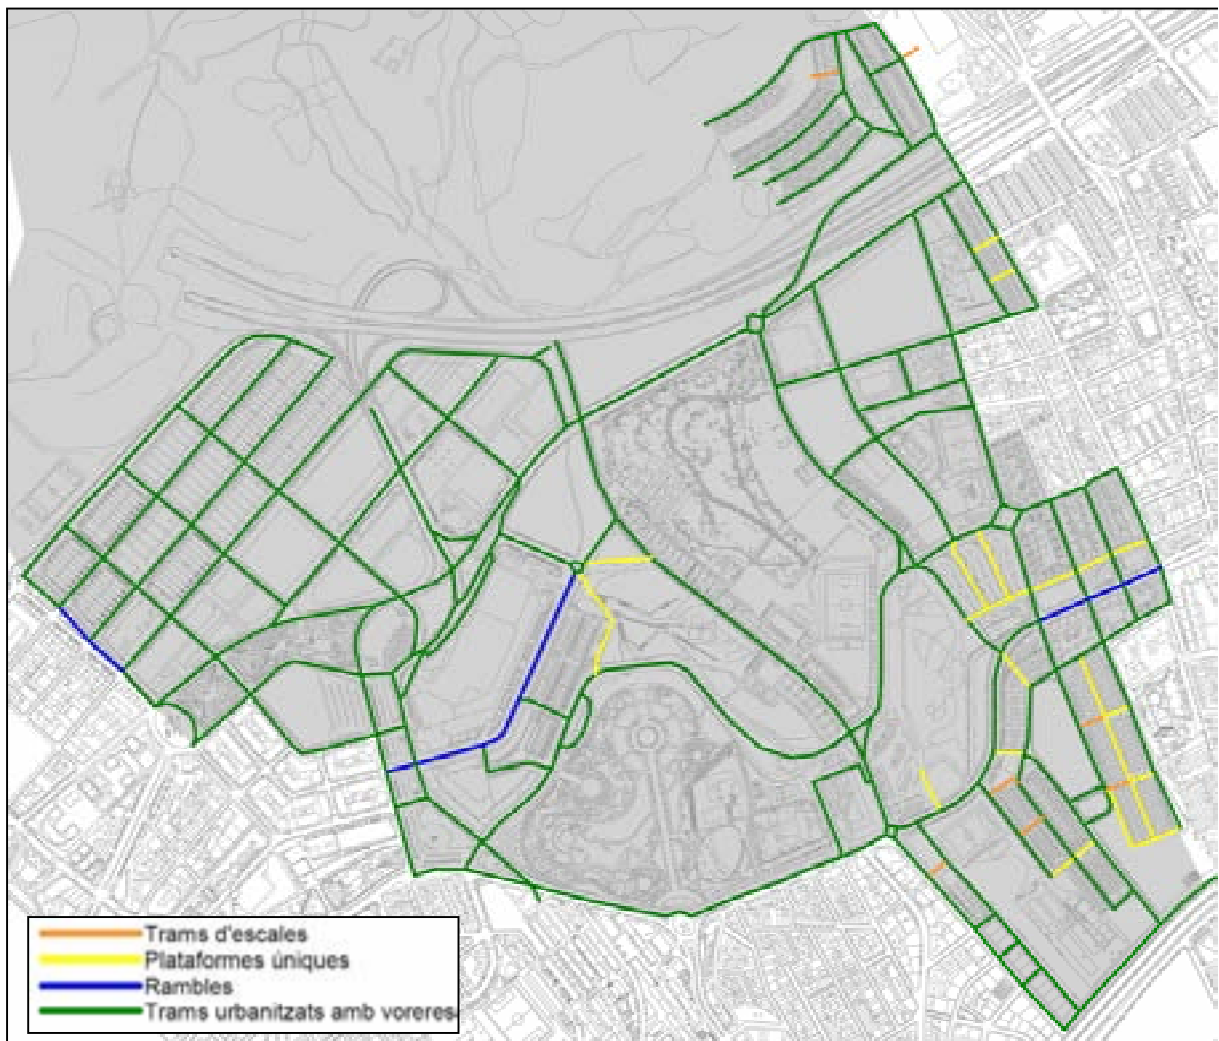 Trams d'escales
Plataformes úniques
Rambles
Trams urbanitzats amb voreres